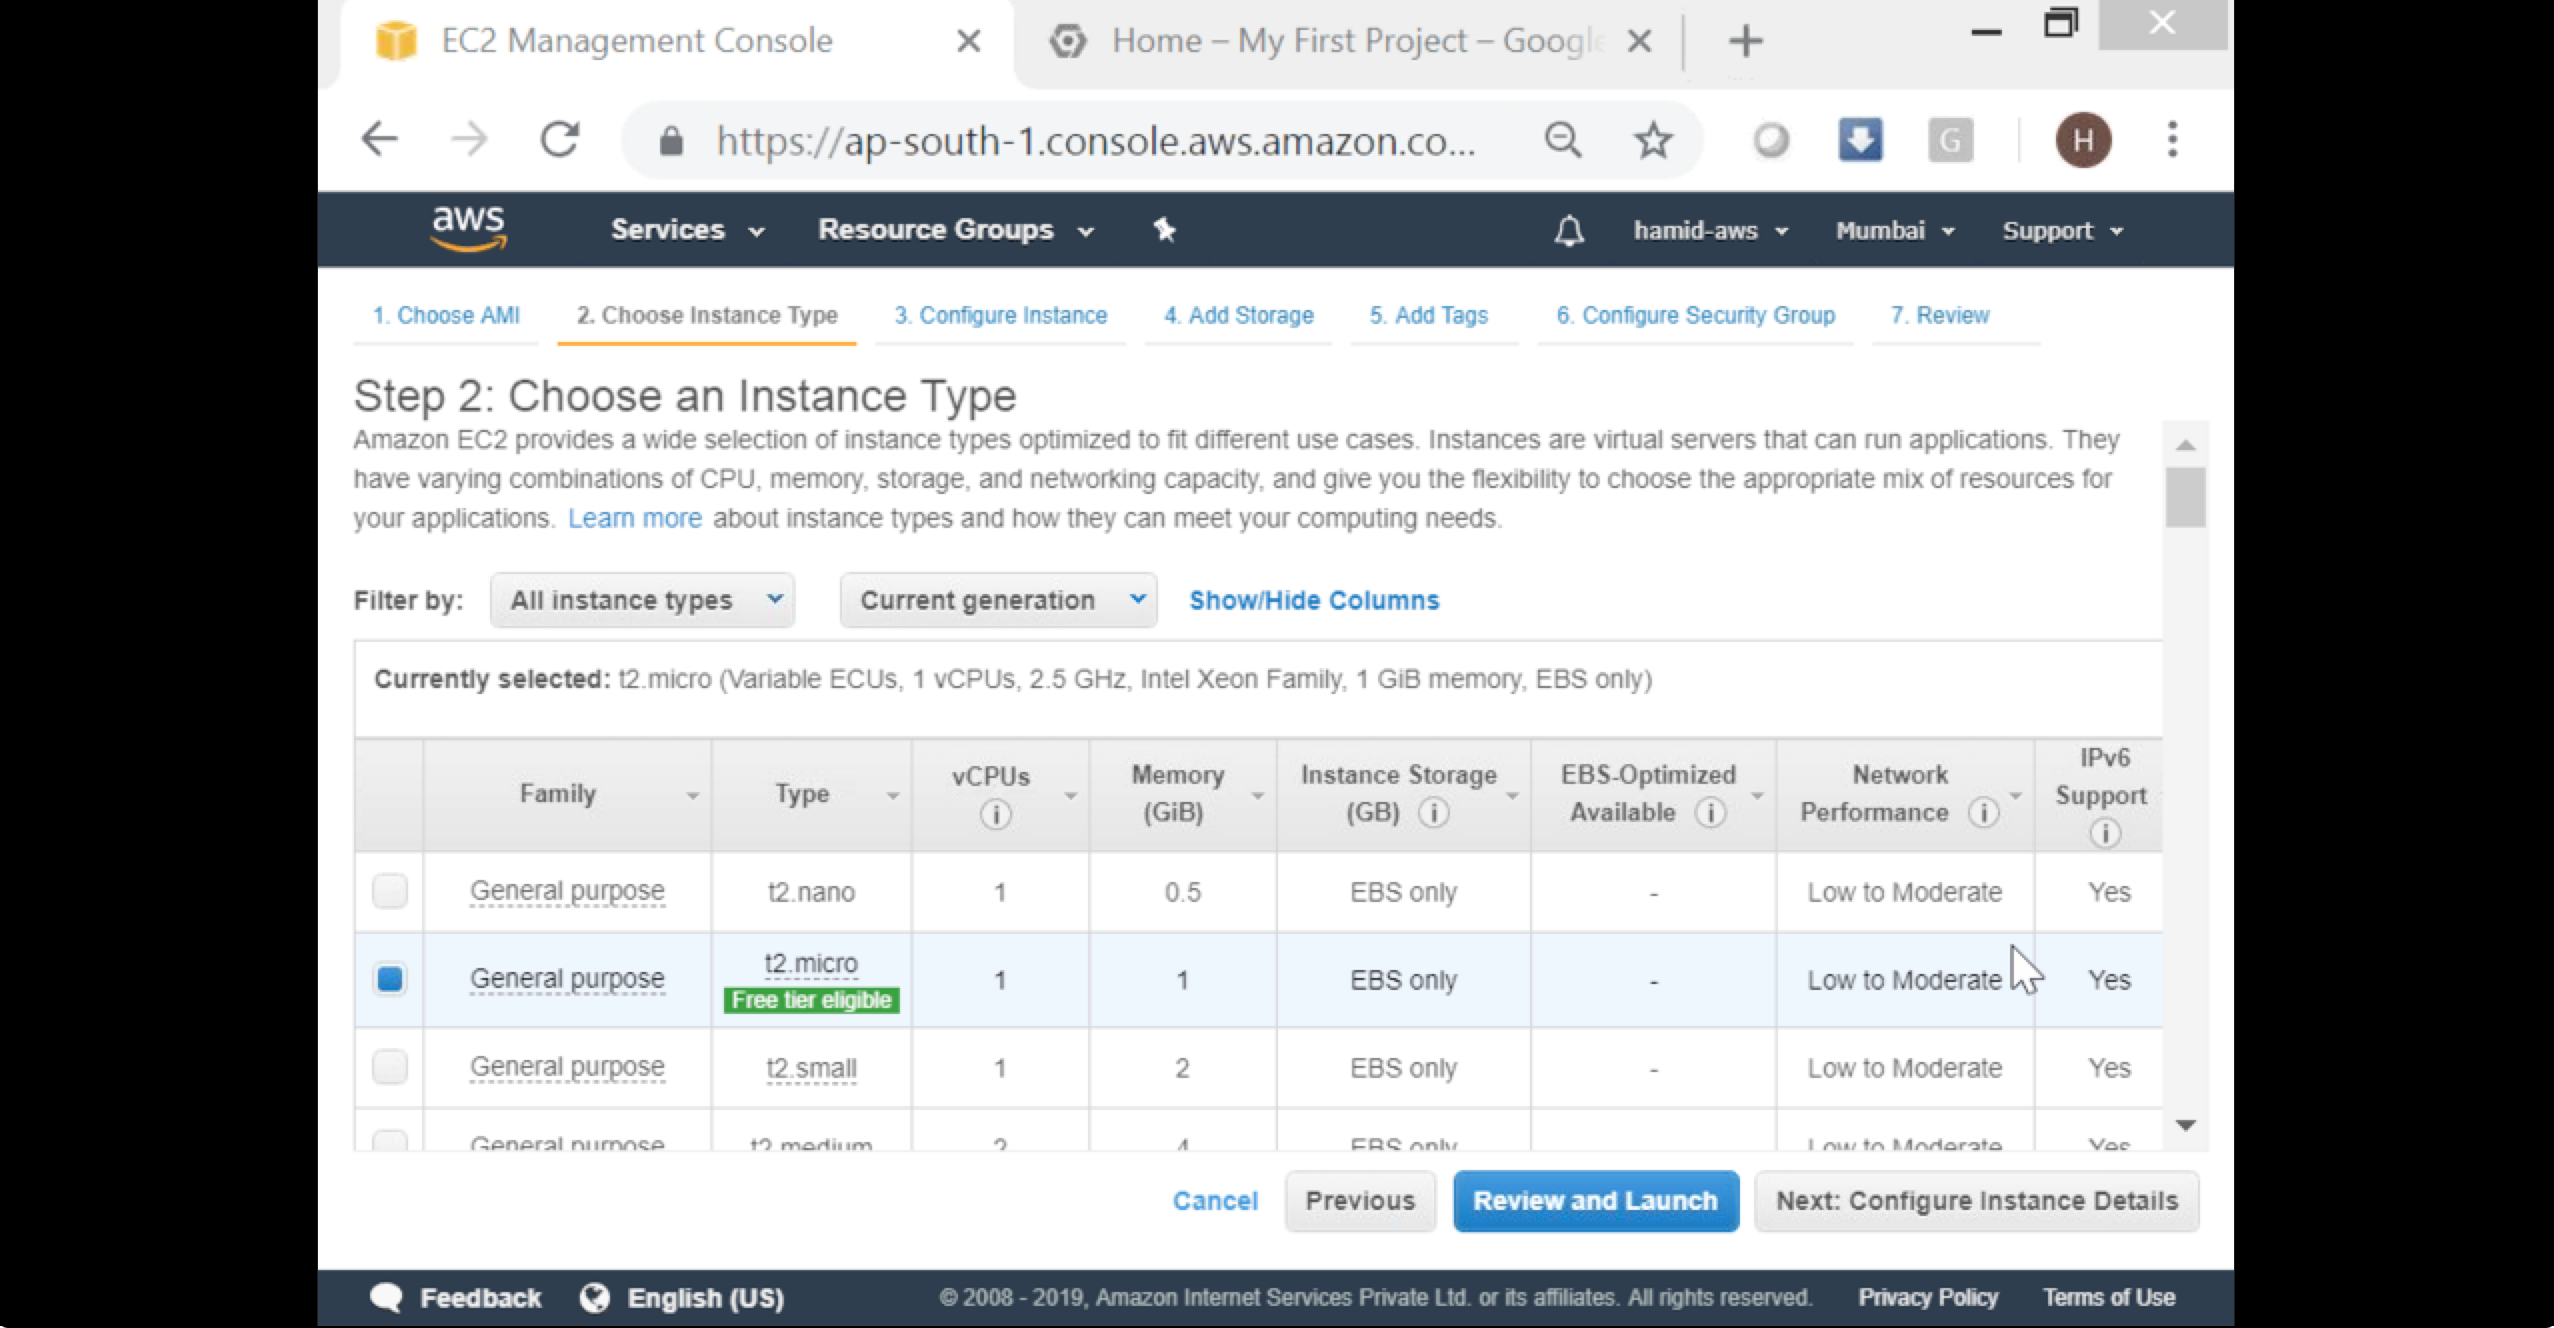 EC2 Management Console
Home – My First Project – Google
https://ap-south-1.console.aws.amazon.co...
G
H
aws Services Resource Groups hamid-aws Mumbai Support
1. Choose AMI 2. Choose Instance Type 3. Configure Instance 4. Add Storage 5. Add Tags 6. Configure Security Group 7. Review
Step 2: Choose an Instance Type
Amazon EC2 provides a wide selection of instance types optimized to fit different use cases. Instances are virtual servers that can run applications. They
have varying combinations of CPU, memory, storage, and networking capacity, and give you the flexibility to choose the appropriate mix of resources for
your applications. Learn more about instance types and how they can meet your computing needs.
Filter by: All instance types Current generation Show/Hide Columns
Currently selected: t2.micro (Variable ECUs, 1 vCPUs, 2.5 GHz, Intel Xeon Family, 1 GiB memory, EBS only)
Family
Type
vCPUs
Memory
(GiB)
Instance Storage
(GB)
EBS-Optimized
Available
Network
Performance
IPv6
Support
General purpose t2.nano 1 0.5 EBS only - Low to Moderate Yes
General purpose t2.micro 1 1 EBS only - Low to Moderate Yes
Free tier eligible
General purpose t2.small 1 2 EBS only - Low to Moderate Yes
General purpose t2.medium 2 4 EBS only Low to Moderate Yes
Cancel Previous Review and Launch Next: Configure Instance Details
Feedback English (US) © 2008 - 2019, Amazon Internet Services Private Ltd. or its affiliates. All rights reserved. Privacy Policy Terms of Use